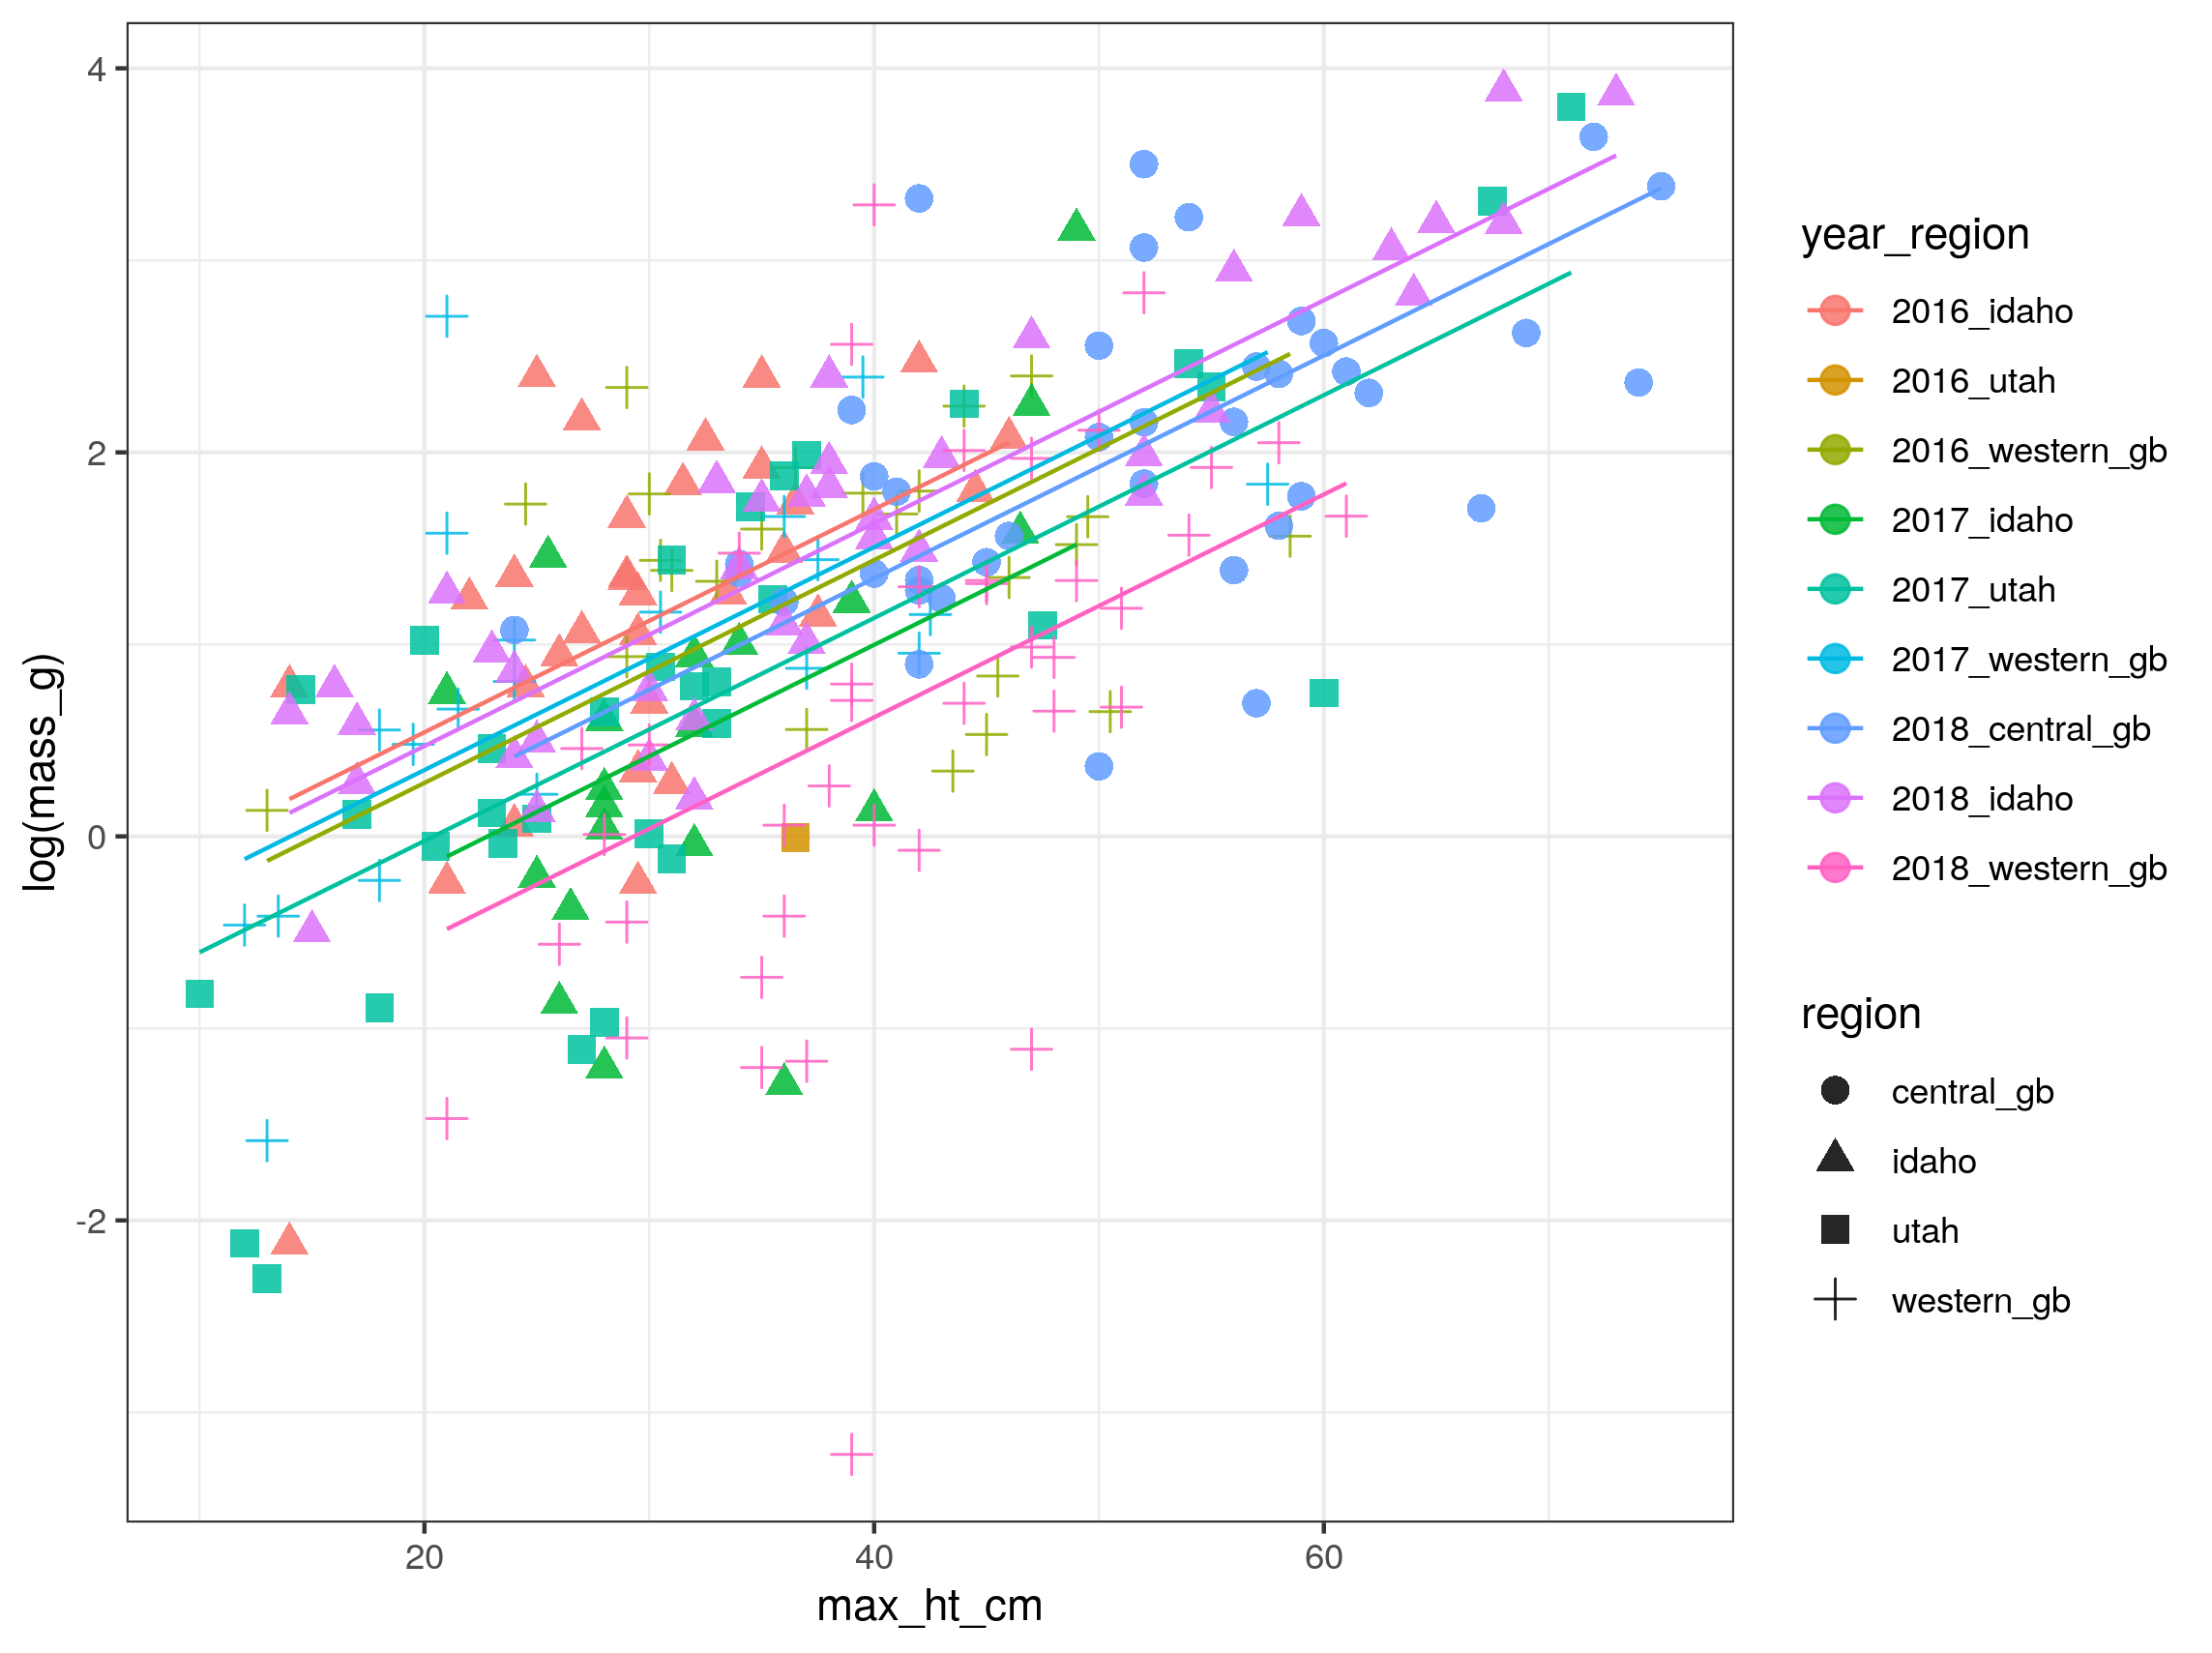 4
2
0
-2
20
40
60
max_ht_cm
log(mass_g)
year_region
2016_idaho
2016_utah
2016_western_gb
2017_idaho
2017_utah
2017_western_gb
2018_central_gb
2018_idaho
2018_western_gb
region
central_gb
idaho
utah
western_gb